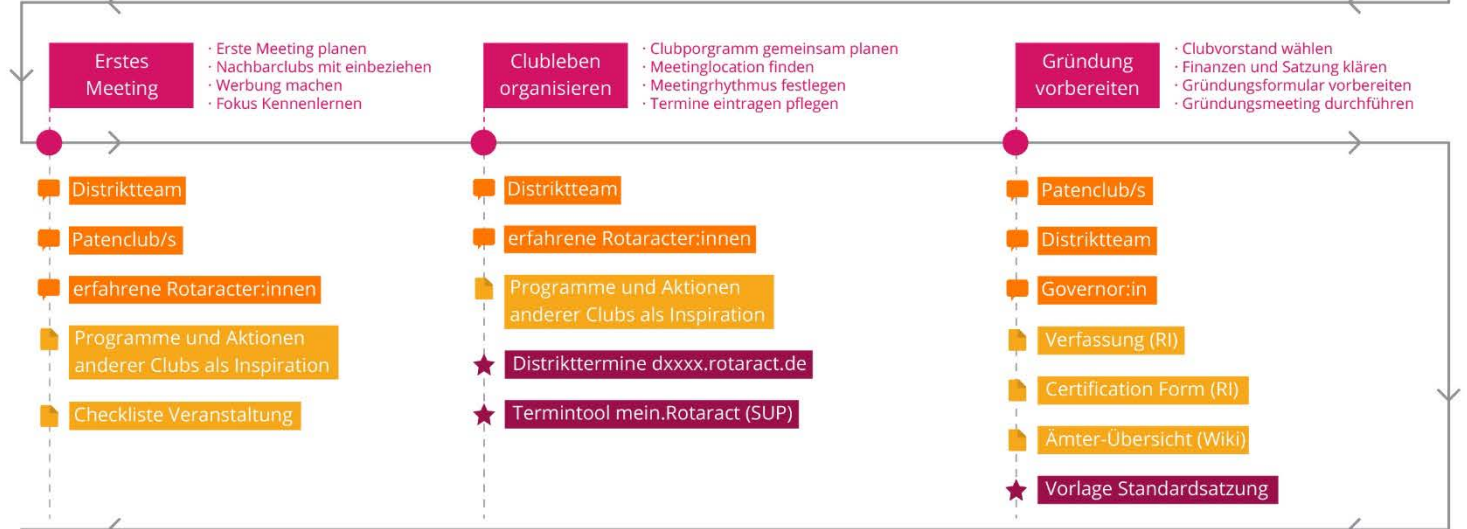 Erstes
Meeting
· Erste Meeting planen
· Nachbarclubs mit einbeziehen
· Werbung machen
· Fokus Kennenlernen
Distriktteam
Patenclub/s
erfahrene Rotaracter:innen
Programme und Aktionen
anderer Clubs als Inspiration
Checkliste Veranstaltung
Clubleben
organisieren
· Clubporgramm gemeinsam planen
· Meetinglocation finden
· Meetingrhythmus festlegen
· Termine eintragen pflegen
Distriktteam
erfahrene Rotaracter:innen
Programme und Aktionen
anderer Clubs als Inspiration
Distrikttermine dxxxx.rotaract.de
Termintool mein.Rotaract (SUP)
Gründung
vorbereiten
· Clubvorstand wählen
· Finanzen und Satzung klären
· Gründungsformular vorbereiten
· Gründungsmeeting durchführen
Patenclub/s
Distriktteam
Governor:in
Verfassung (RI)
Certification Form (RI)
Ämter-Übersicht (Wiki)
Vorlage Standardsatzung